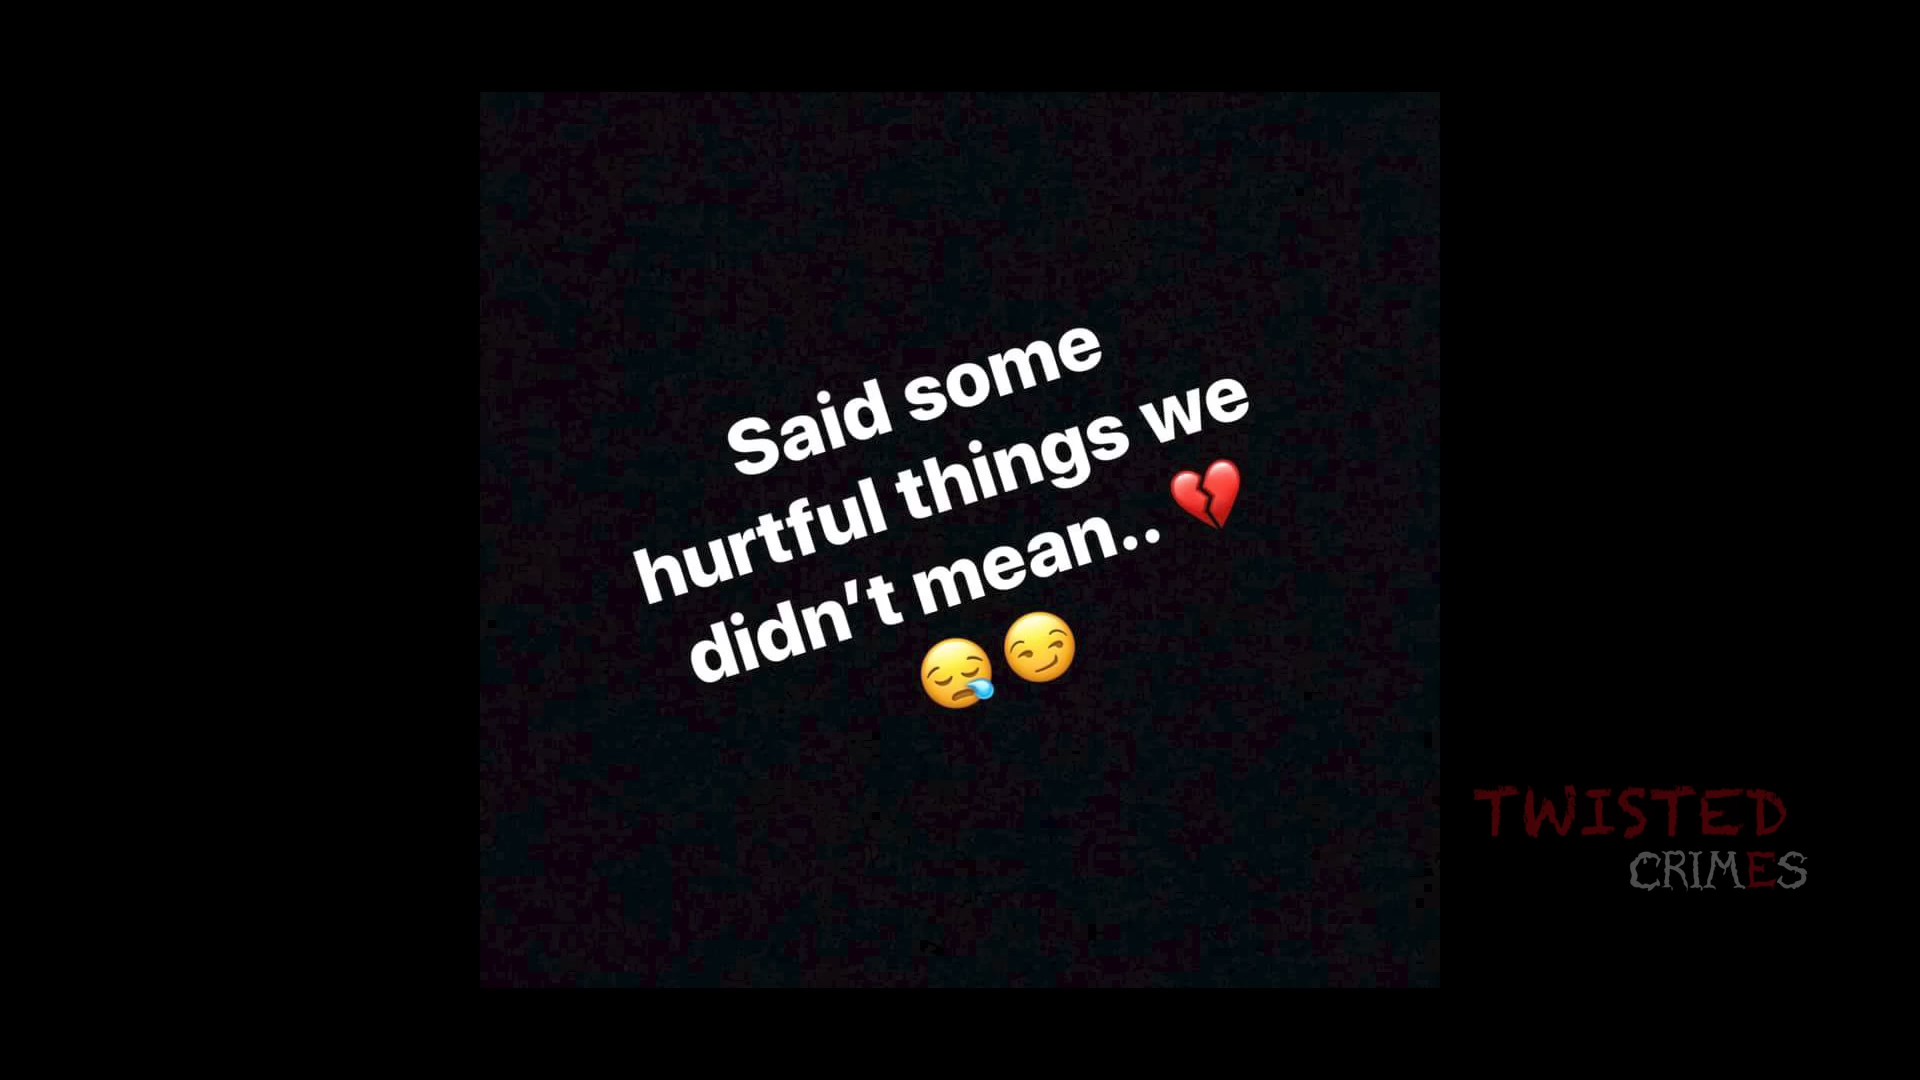 Said some
hurtful things we
didn't mean.. 💔
😪😏
TWISTED
CRIMES